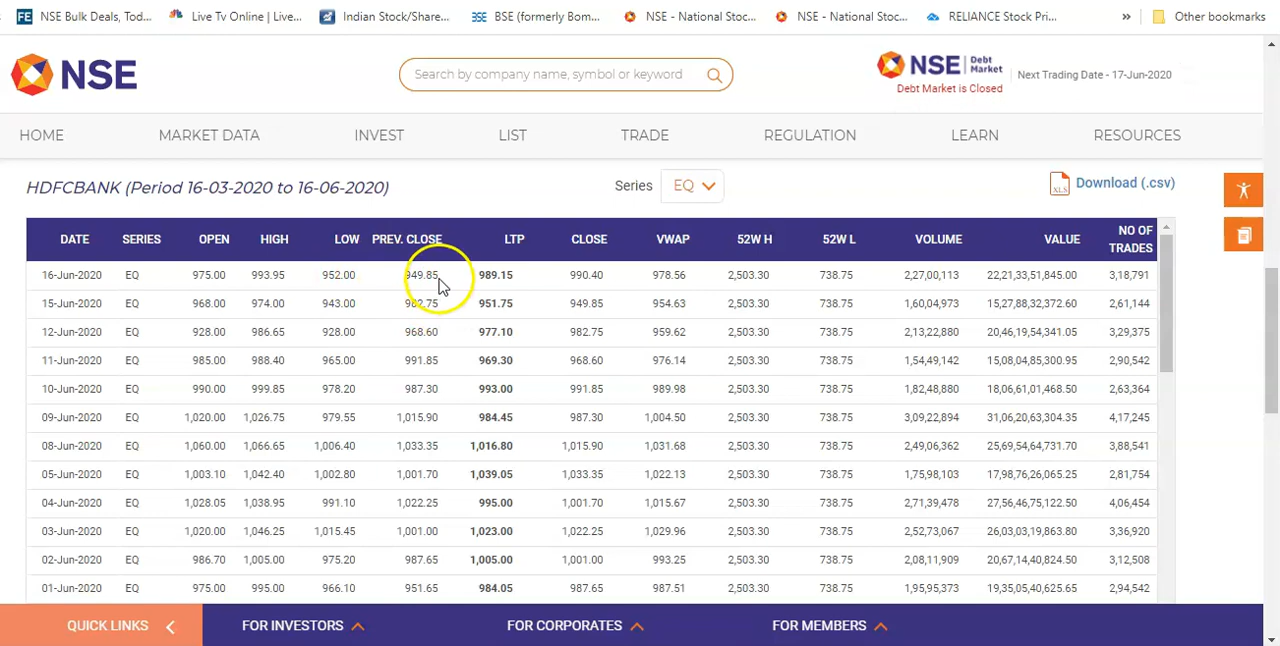 FE NSE Bulk Deals, Tod... Live Tv Online | Live... Indian Stock/Share... BSE BSE (formerly Bom... NSE - National Stoc... NSE - National Stoc... RELIANCE Stock Pri... » Other bookmarks
NSE Search by company name, symbol or keyword NSE Debt Market Next Trading Date - 17-Jun-2020
Debt Market is Closed
HOME MARKET DATA INVEST LIST TRADE REGULATION LEARN RESOURCES
HDFCBANK (Period 16-03-2020 to 16-06-2020) Series EQ XLS Download (.csv)
DATE SERIES OPEN HIGH LOW PREV. CLOSE LTP CLOSE VWAP 52W H 52W L VOLUME VALUE NO OF TRADES
16-Jun-2020 EQ 975.00 993.95 952.00 949.85 989.15 990.40 978.56 2,503.30 738.75 2,27,00,113 22,21,33,51,845.00 3,18,791
15-Jun-2020 EQ 968.00 974.00 943.00 982.75 951.75 949.85 954.63 2,503.30 738.75 1,60,04,973 15,27,88,32,372.60 2,61,144
12-Jun-2020 EQ 928.00 986.65 928.00 968.60 977.10 982.75 959.62 2,503.30 738.75 2,13,22,880 20,46,19,54,341.05 3,29,375
11-Jun-2020 EQ 985.00 988.40 965.00 991.85 969.30 968.60 976.14 2,503.30 738.75 1,54,49,142 15,08,04,85,300.95 2,90,542
10-Jun-2020 EQ 990.00 999.85 978.20 987.30 993.00 991.85 989.98 2,503.30 738.75 1,82,48,880 18,06,61,01,468.50 2,63,364
09-Jun-2020 EQ 1,020.00 1,026.75 979.55 1,015.90 984.45 987.30 1,004.50 2,503.30 738.75 3,09,22,894 31,06,20,63,304.35 4,17,245
08-Jun-2020 EQ 1,060.00 1,066.65 1,006.40 1,033.35 1,016.80 1,015.90 1,031.68 2,503.30 738.75 2,49,06,362 25,69,54,64,731.70 3,88,541
05-Jun-2020 EQ 1,003.10 1,042.40 1,002.80 1,001.70 1,039.05 1,033.35 1,022.13 2,503.30 738.75 1,75,98,103 17,98,76,26,065.25 2,81,754
04-Jun-2020 EQ 1,028.05 1,038.95 991.10 1,022.25 995.00 1,001.70 1,015.67 2,503.30 738.75 2,71,39,478 27,56,46,75,122.50 4,06,454
03-Jun-2020 EQ 1,020.00 1,046.25 1,015.45 1,001.00 1,023.00 1,022.25 1,029.96 2,503.30 738.75 2,52,73,067 26,03,03,19,863.80 3,36,920
02-Jun-2020 EQ 986.70 1,005.00 975.20 987.65 1,005.00 1,001.00 993.25 2,503.30 738.75 2,08,11,909 20,67,14,40,824.50 3,12,508
01-Jun-2020 EQ 975.00 995.00 966.10 951.65 984.05 987.65 987.51 2,503.30 738.75 1,95,95,373 19,35,05,40,625.65 2,94,542
QUICK LINKS FOR INVESTORS FOR CORPORATES FOR MEMBERS